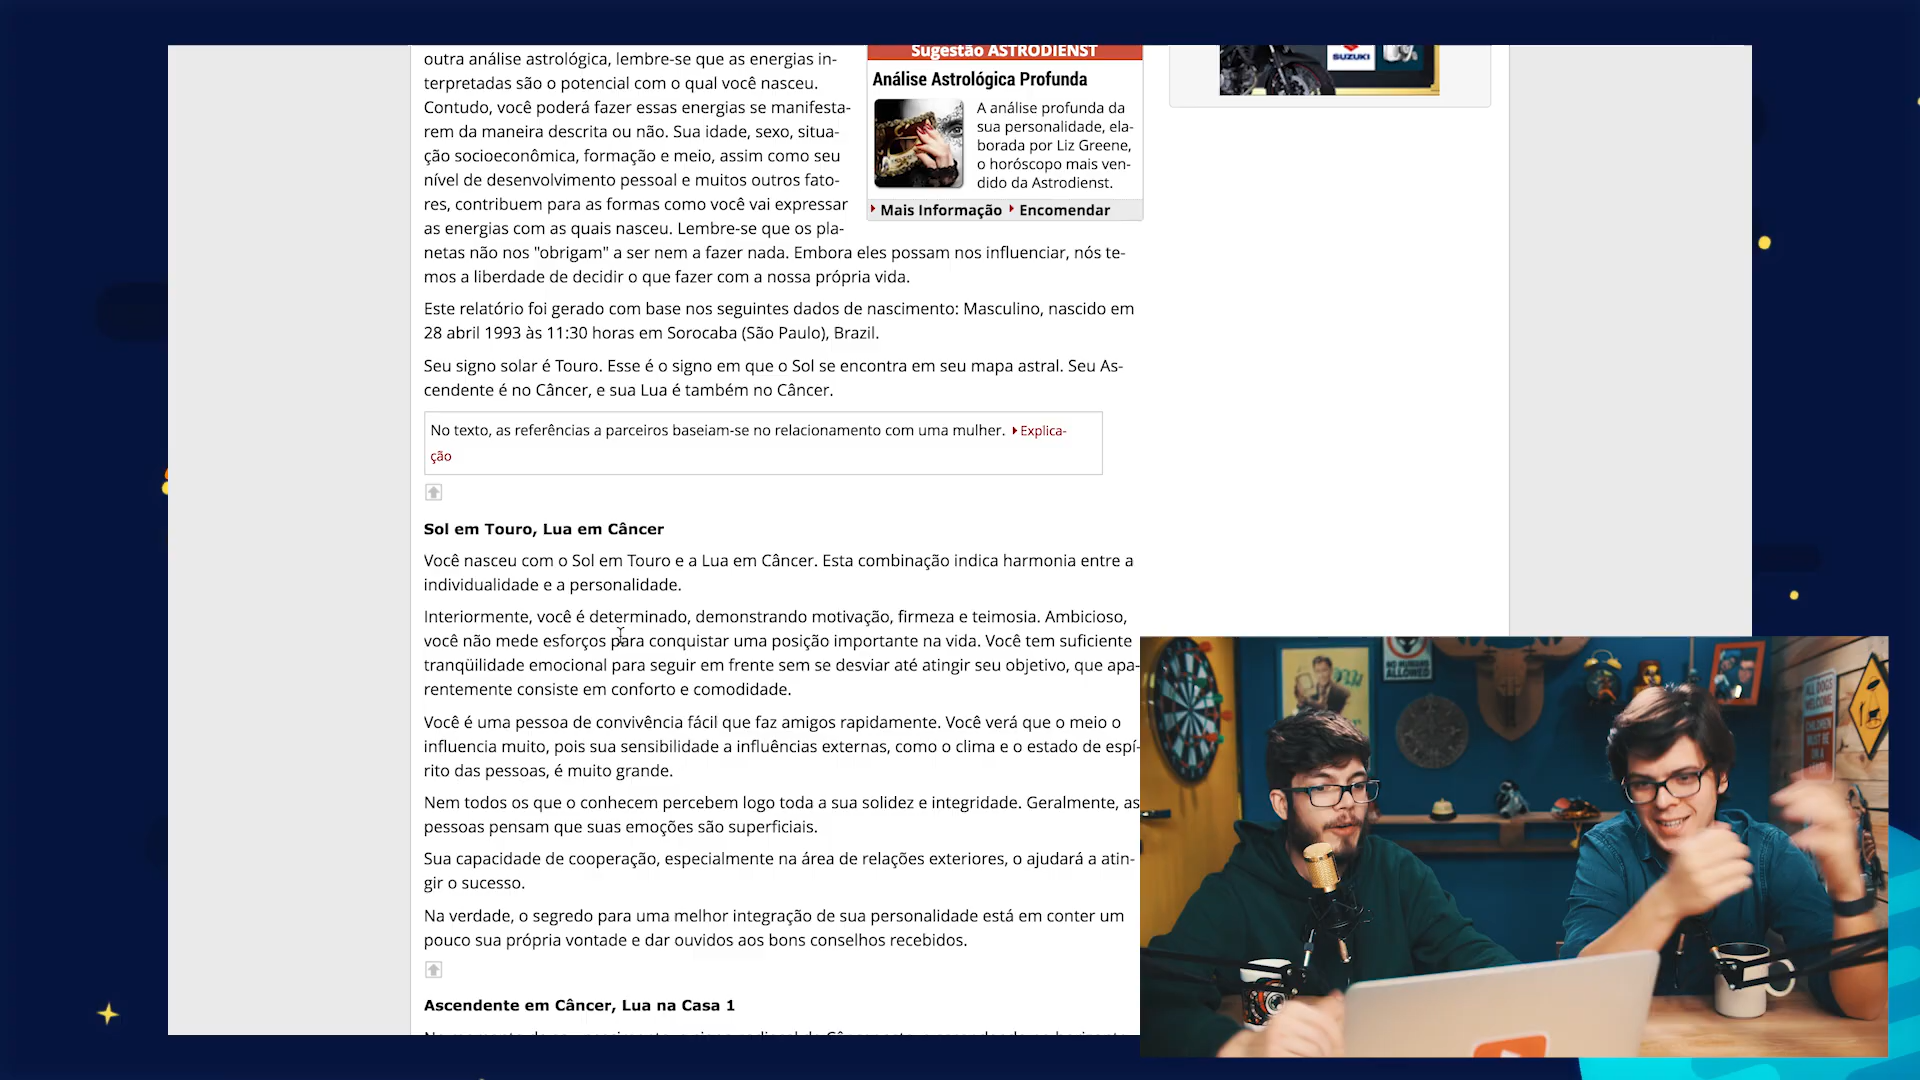 outra análise astrológica, lembre-se que as energias in-
terpretadas são o potencial com o qual você nasceu.
Contudo, você poderá fazer essas energias se manifesta-
rem da maneira descrita ou não. Sua idade, sexo, situa-
ção socioeconômica, formação e meio, assim como seu
nível de desenvolvimento pessoal e muitos outros fato-
res, contribuem para as formas como você vai expressar
as energias com as quais nasceu. Lembre-se que os pla-
netas não nos "obrigam" a ser nem a fazer nada. Embora eles possam nos influenciar, nós te-
mos a liberdade de decidir o que fazer com a nossa própria vida.
Sugestão ASTRODIENST
Análise Astrológica Profunda
A análise profunda da
sua personalidade, ela-
borada por Liz Greene,
o horóscopo mais ven-
dido da Astrodienst.
Mais Informação Encomendar
SUZUKI
Este relatório foi gerado com base nos seguintes dados de nascimento: Masculino, nascido em
28 abril 1993 às 11:30 horas em Sorocaba (São Paulo), Brazil.
Seu signo solar é Touro. Esse é o signo em que o Sol se encontra em seu mapa astral. Seu As-
cendente é no Câncer, e sua Lua é também no Câncer.
No texto, as referências a parceiros baseiam-se no relacionamento com uma mulher. Explica-
ção
Sol em Touro, Lua em Câncer
Você nasceu com o Sol em Touro e a Lua em Câncer. Esta combinação indica harmonia entre a
individualidade e a personalidade.
Interiormente, você é determinado, demonstrando motivação, firmeza e teimosia. Ambicioso,
você não mede esforços para conquistar uma posição importante na vida. Você tem suficiente
tranqüilidade emocional para seguir em frente sem se desviar até atingir seu objetivo, que apa-
rentemente consiste em conforto e comodidade.
Você é uma pessoa de convivência fácil que faz amigos rapidamente. Você verá que o meio o
influencia muito, pois sua sensibilidade a influências externas, como o clima e o estado de espí-
rito das pessoas, é muito grande.
Nem todos os que o conhecem percebem logo toda a sua solidez e integridade. Geralmente, as
pessoas pensam que suas emoções são superficiais.
Sua capacidade de cooperação, especialmente na área de relações exteriores, o ajudará a atin-
gir o sucesso.
Na verdade, o segredo para uma melhor integração de sua personalidade está em conter um
pouco sua própria vontade e dar ouvidos aos bons conselhos recebidos.
Ascendente em Câncer, Lua na Casa 1
NO HUMANS
ALLOWED
ALL DOGS
WELCOME
CHILDREN
MUST BE